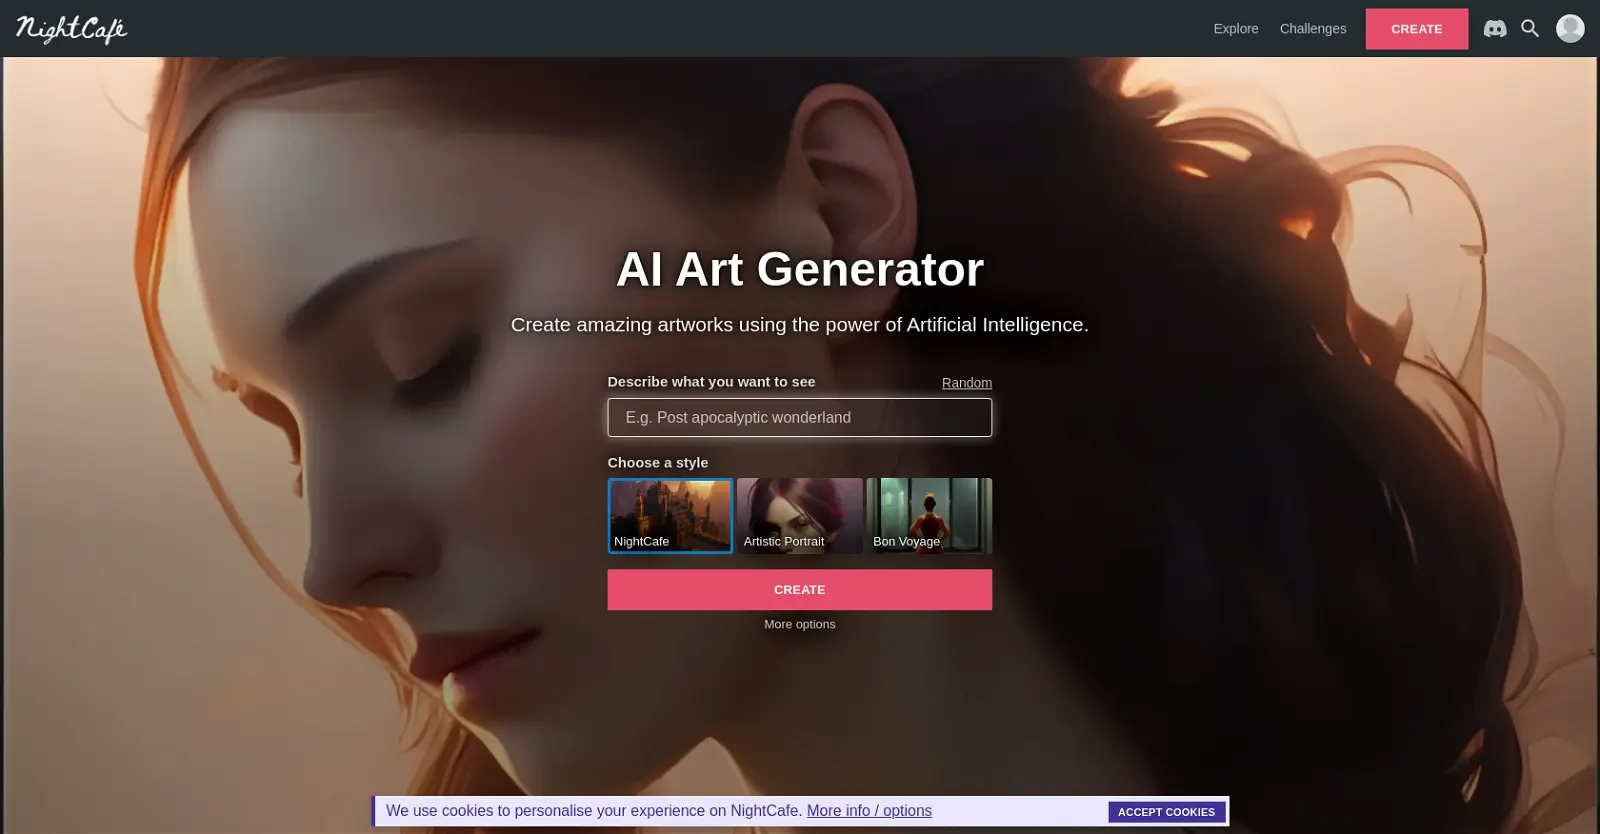 NightCafé
Explore
Challenges
CREATE
AI Art Generator
Create amazing artworks using the power of Artificial Intelligence.
Describe what you want to see
Random
E.g. Post apocalyptic wonderland
Choose a style
NightCafe
Artistic Portrait
Bon Voyage
CREATE
More options
We use cookies to personalise your experience on NightCafe. More info / options
ACCEPT COOKIES